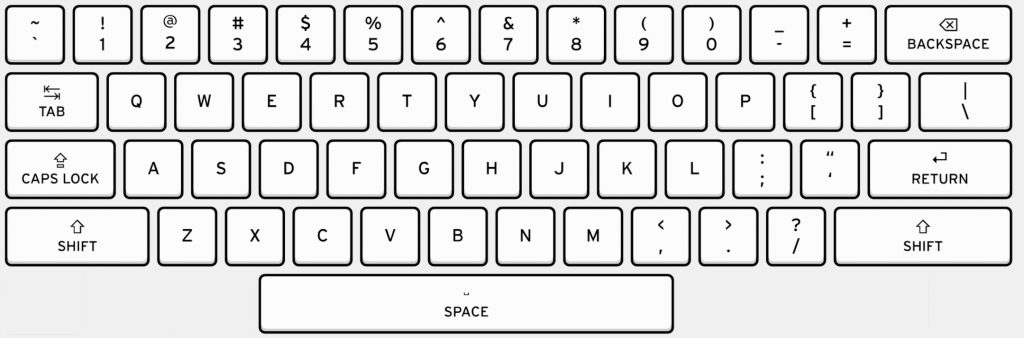 ~ ! @ # $ % ^ & * ( ) _ +
` 1 2 3 4 5 6 7 8 9 0 - = BACKSPACE
TAB Q W E R T Y U I O P { [ } ] | \
CAPS LOCK A S D F G H J K L : ; “ ‘ RETURN
SHIFT Z X C V B N M < , > . ? / SHIFT
SPACE